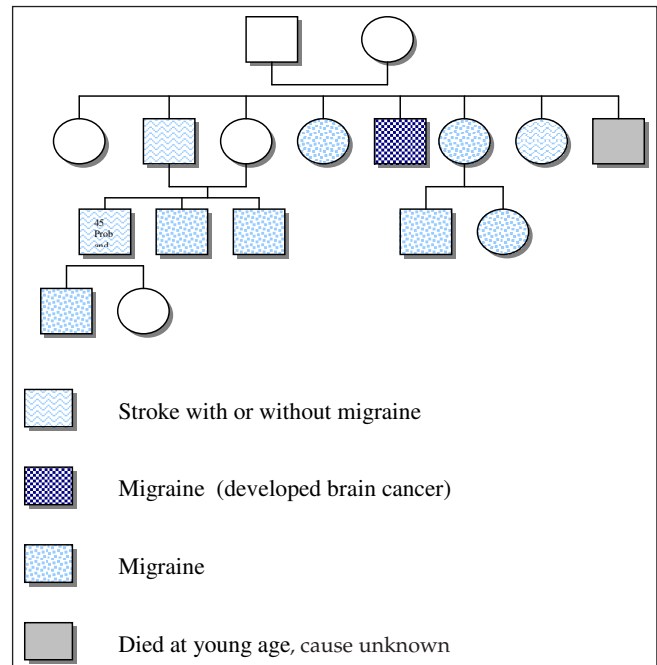 45
Prob
and
Stroke with or without migraine
Migraine (developed brain cancer)
Migraine
Died at young age, cause unknown